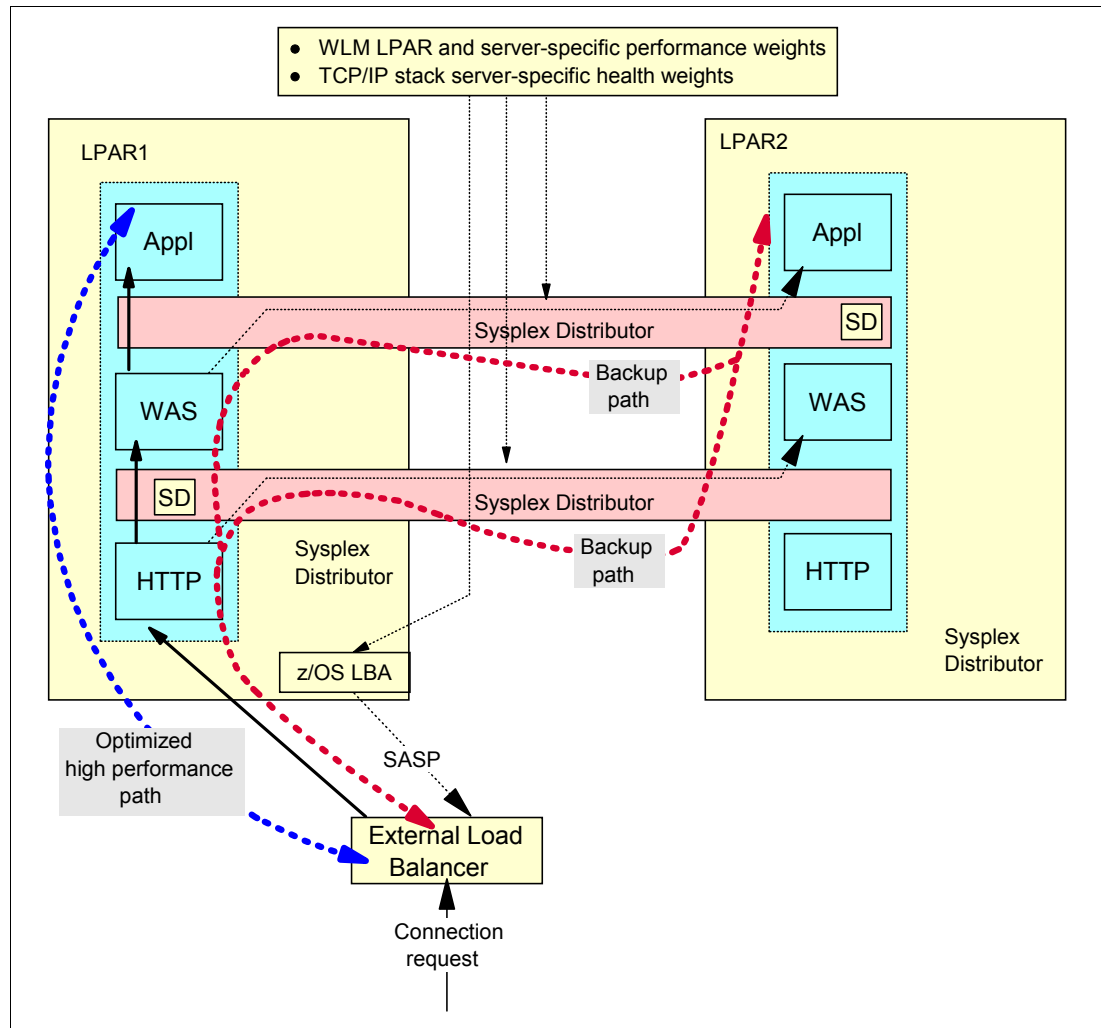 ● WLM LPAR and server-specific performance weights
● TCP/IP stack server-specific health weights
LPAR1
LPAR2
Appl
Appl
Sysplex Distributor
SD
Backup
path
WAS
WAS
SD
Sysplex Distributor
Backup
path
Sysplex
Distributor
HTTP
HTTP
Sysplex
Distributor
z/OS LBA
Optimized
high performance
path
SASP
External Load
Balancer
Connection
request